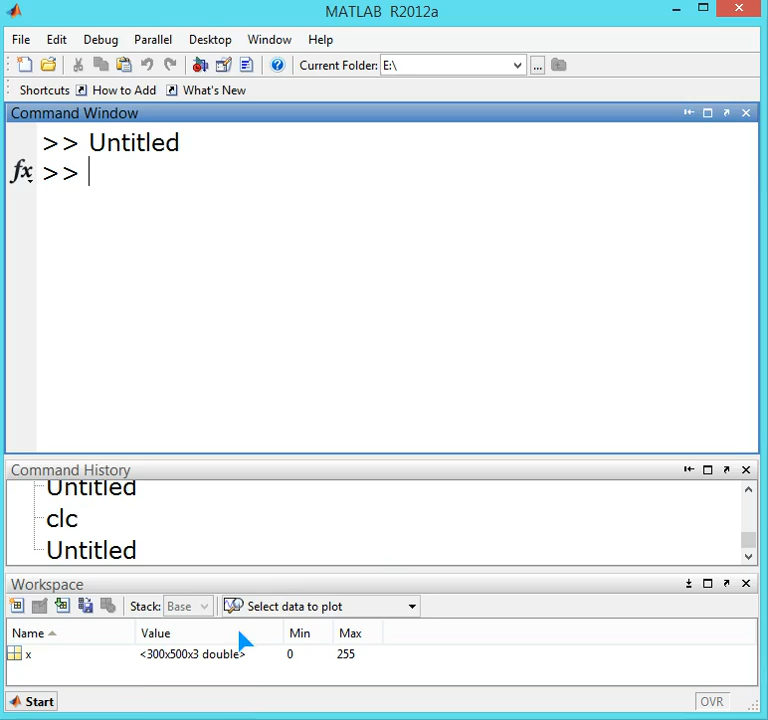 MATLAB R2012a
File Edit Debug Parallel Desktop Window Help
Current Folder: E:\ ...
Shortcuts How to Add What's New
Command Window
>> Untitled
fx >>
Command History
Untitled
clc
Untitled
Workspace
Stack: Base Select data to plot
Name Value Min Max
x <300x500x3 double> 0 255
Start OVR